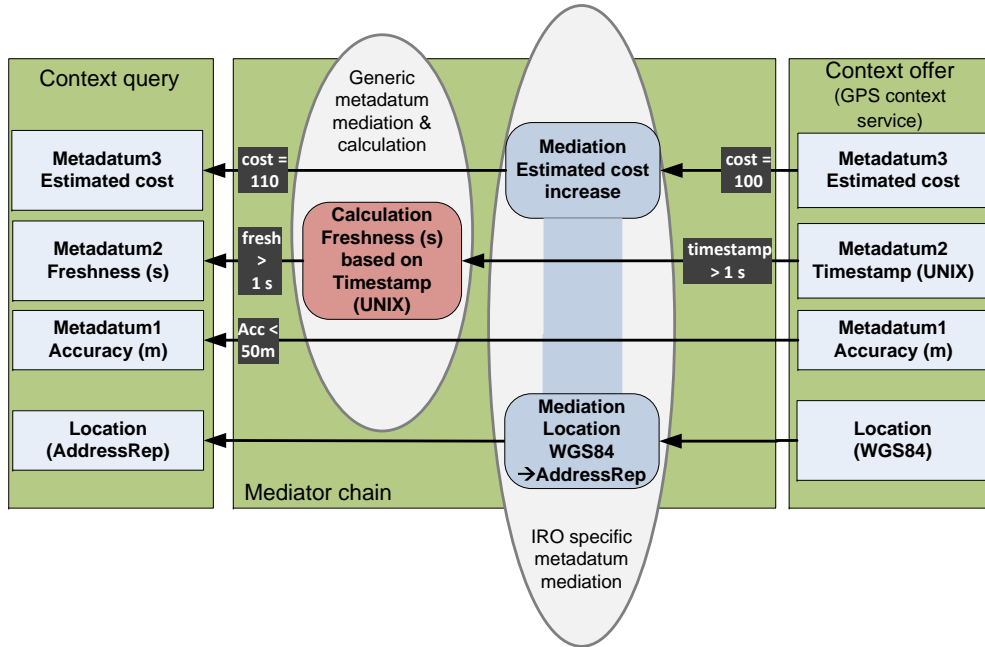 Context query
Metadatum3
Estimated cost
Metadatum2
Freshness (s)
Metadatum1
Accuracy (m)
Location
(AddressRep)
Generic
metadatum
mediation &
calculation
cost =
110
fresh
>
1 s
Acc <
50m
Calculation
Freshness (s)
based on
Timestamp
(UNIX)
Mediation
Estimated cost
increase
cost =
100
timestamp
> 1 s
Mediation
Location
WGS84
→AddressRep
Mediator chain
IRO specific
metadatum
mediation
Context offer
(GPS context
service)
Metadatum3
Estimated cost
Metadatum2
Timestamp (UNIX)
Metadatum1
Accuracy (m)
Location
(WGS84)